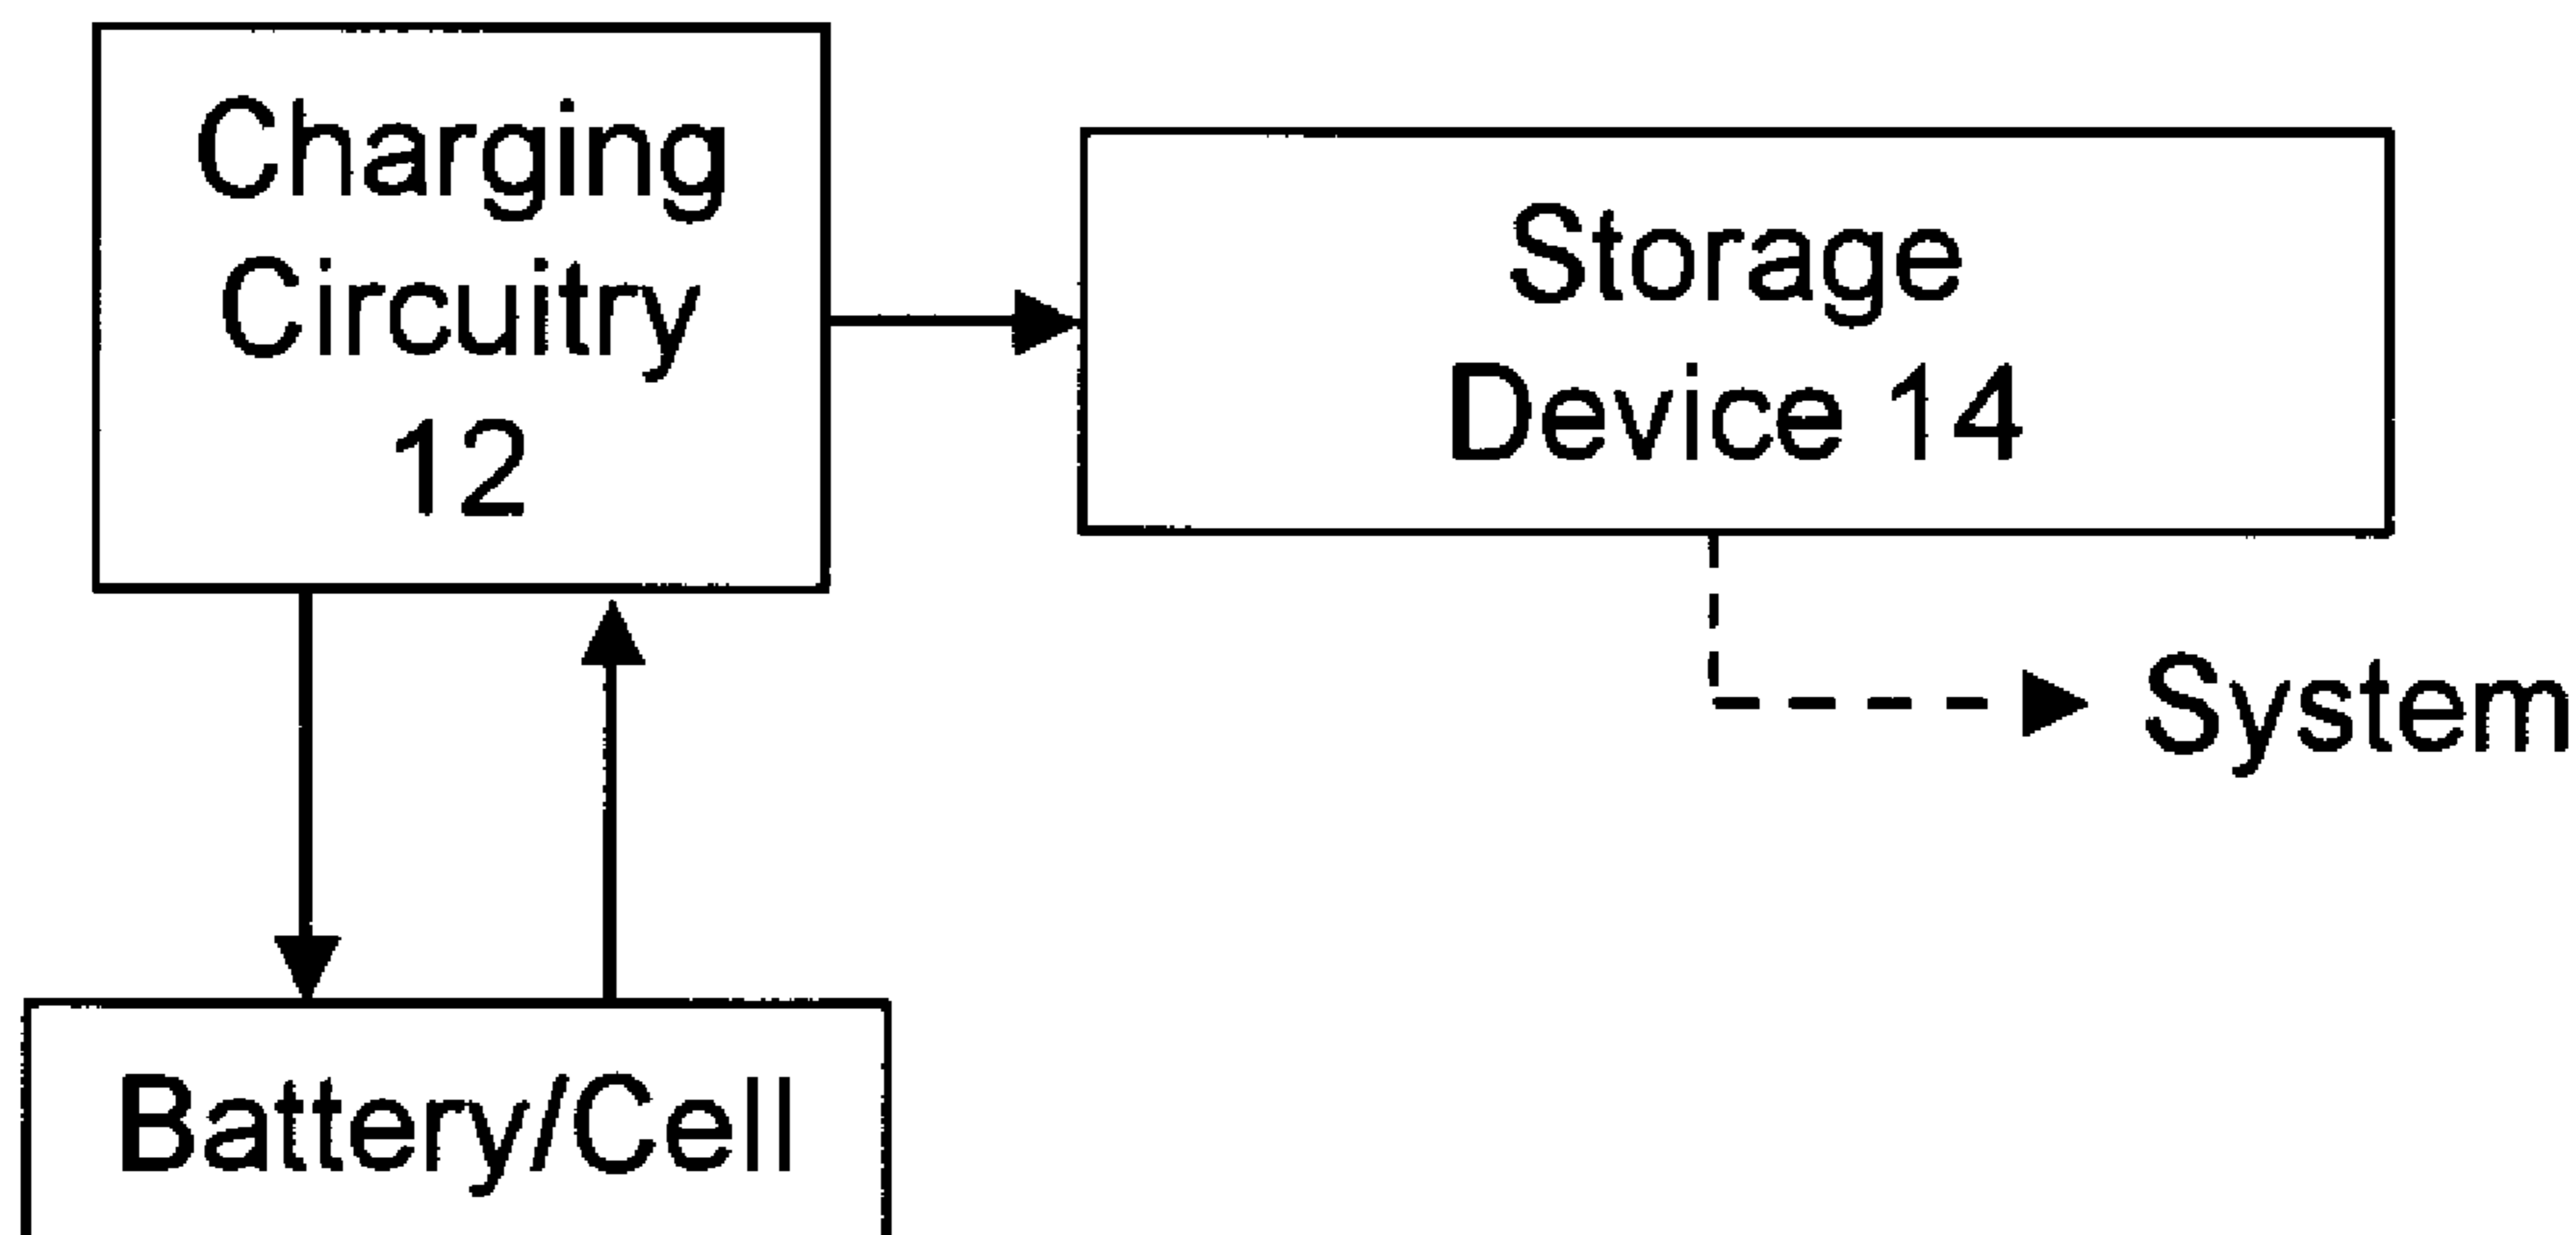 Charging
Circuitry
12
Storage
Device 14
System
Battery/Cell